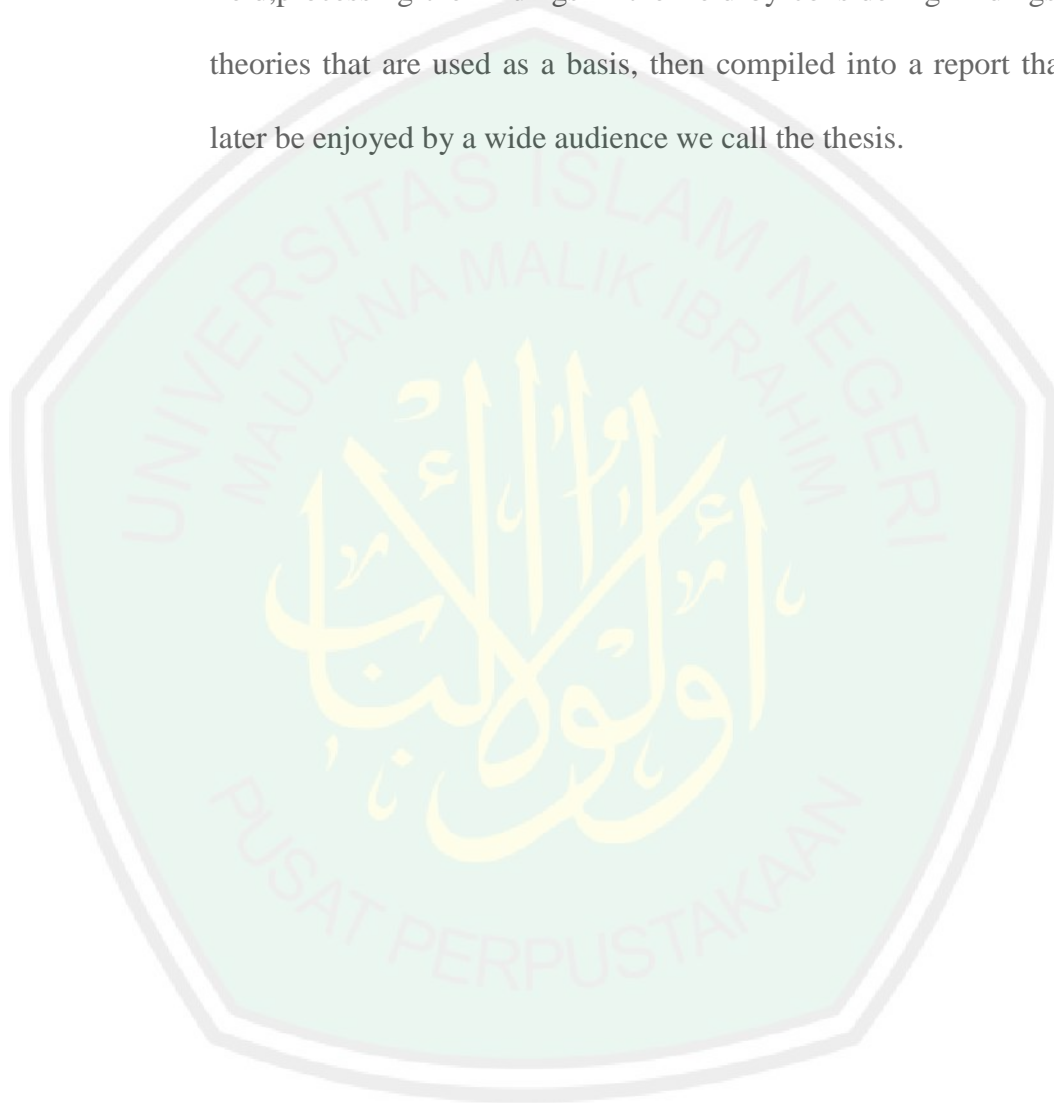 theories that are used as a basis, then compiled into a report
later be enjoyed by a wide audience we call the thesis.
UNIVERSITAS ISLAM NEGERI
MAULANA MALIK IBRAHIM
أولو الألباب
PUSAT PERPUSTAKAAN